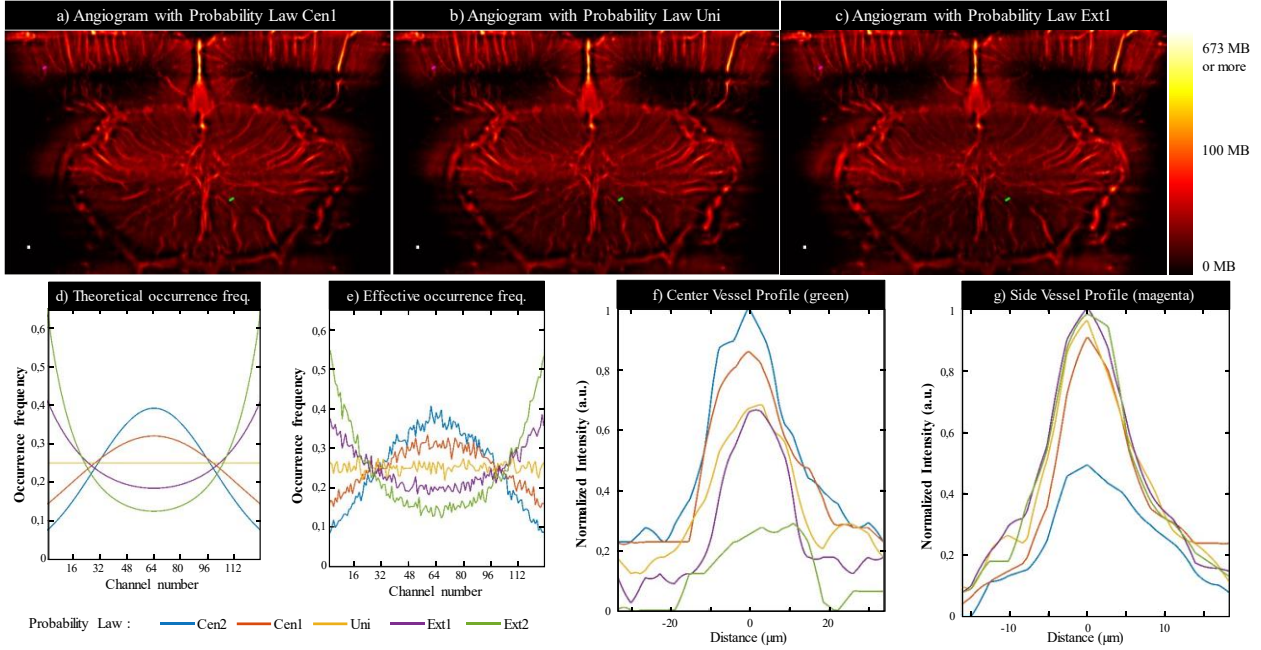 a) Angiogram with Probability Law Cen1
b) Angiogram with Probability Law Uni
c) Angiogram with Probability Law Ext1
673 MB
or more
100 MB
0 MB
d) Theoretical occurrence freq.
0,6
0,5
0,4
0,3
0,2
0,1
0
Occurrence frequency
16 32 48 64 80 96 112
Channel number
e) Effective occurrence freq.
0,6
0,5
0,4
0,3
0,2
0,1
0
Occurrence frequency
16 32 48 64 80 96 112
Channel number
f) Center Vessel Profile (green)
1
0,8
0,6
0,4
0,2
0
Normalized Intensity (a.u.)
-20 0 20
Distance (μm)
g) Side Vessel Profile (magenta)
1
0,8
0,6
0,4
0,2
0
Normalized Intensity (a.u.)
-10 0 10
Distance (μm)
Probability Law : Cen2 Cen1 Uni Ext1 Ext2